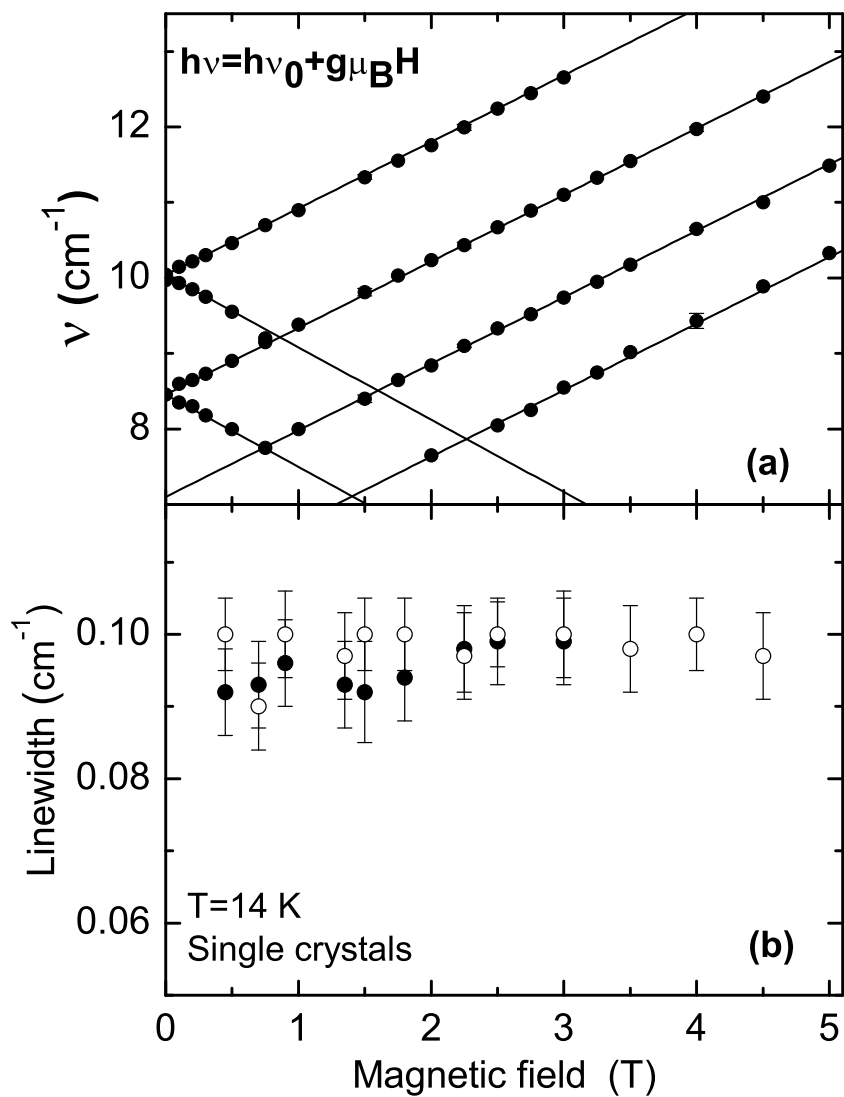 hν=hν₀+gμ_BH
12
10
8
ν (cm⁻¹)
(a)
0.10
0.08
0.06
Linewidth (cm⁻¹)
T=14 K
Single crystals
(b)
0 1 2 3 4 5
Magnetic field (T)